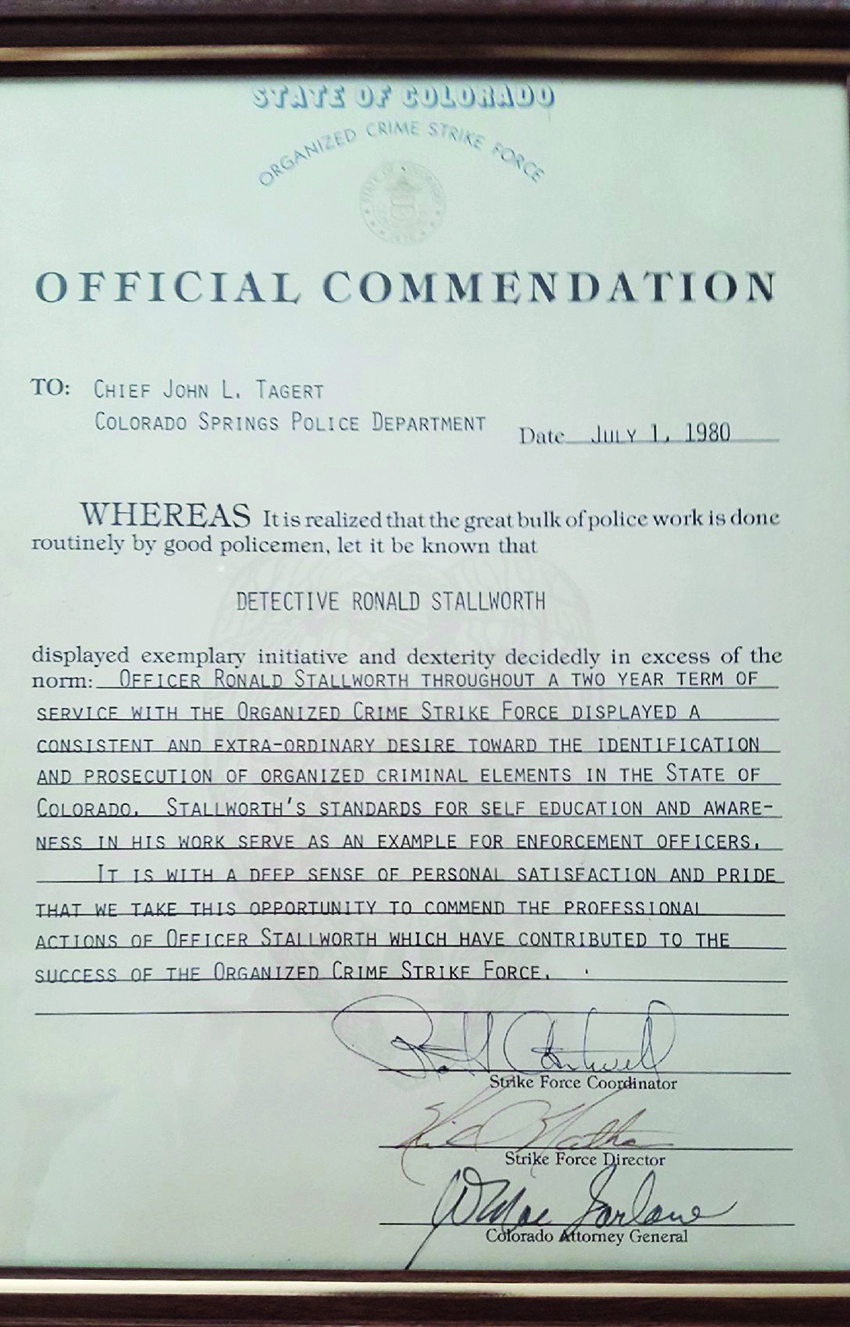 STATE OF COLORADO
ORGANIZED CRIME STRIKE FORCE
OFFICIAL COMMENDATION
TO: CHIEF JOHN L. TAGERT
COLORADO SPRINGS POLICE DEPARTMENT
Date JULY 1, 1980
WHEREAS It is realized that the great bulk of police work is done
routinely by good policemen, let it be known that
DETECTIVE RONALD STALLWORTH
displayed exemplary initiative and dexterity decidedly in excess of the
norm: OFFICER RONALD STALLWORTH THROUGHOUT A TWO YEAR TERM OF
SERVICE WITH THE ORGANIZED CRIME STRIKE FORCE DISPLAYED A
CONSISTENT AND EXTRA-ORDINARY DESIRE TOWARD THE IDENTIFICATION
AND PROSECUTION OF ORGANIZED CRIMINAL ELEMENTS IN THE STATE OF
COLORADO. STALLWORTH'S STANDARDS FOR SELF EDUCATION AND AWARE-
NESS IN HIS WORK SERVE AS AN EXAMPLE FOR ENFORCEMENT OFFICERS.
IT IS WITH A DEEP SENSE OF PERSONAL SATISFACTION AND PRIDE
THAT WE TAKE THIS OPPORTUNITY TO COMMEND THE PROFESSIONAL
ACTIONS OF OFFICER STALLWORTH WHICH HAVE CONTRIBUTED TO THE
SUCCESS OF THE ORGANIZED CRIME STRIKE FORCE.
Strike Force Coordinator
Strike Force Director
Colorado Attorney General